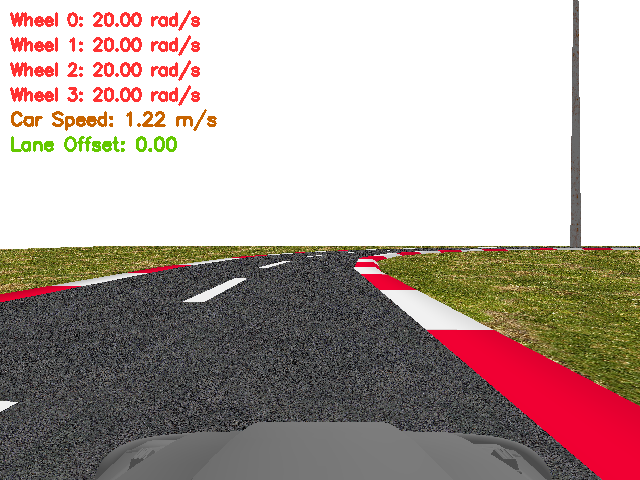 Wheel 0: 20.00 rad/s
Wheel 1: 20.00 rad/s
Wheel 2: 20.00 rad/s
Wheel 3: 20.00 rad/s
Car Speed: 1.22 m/s
Lane Offset: 0.00